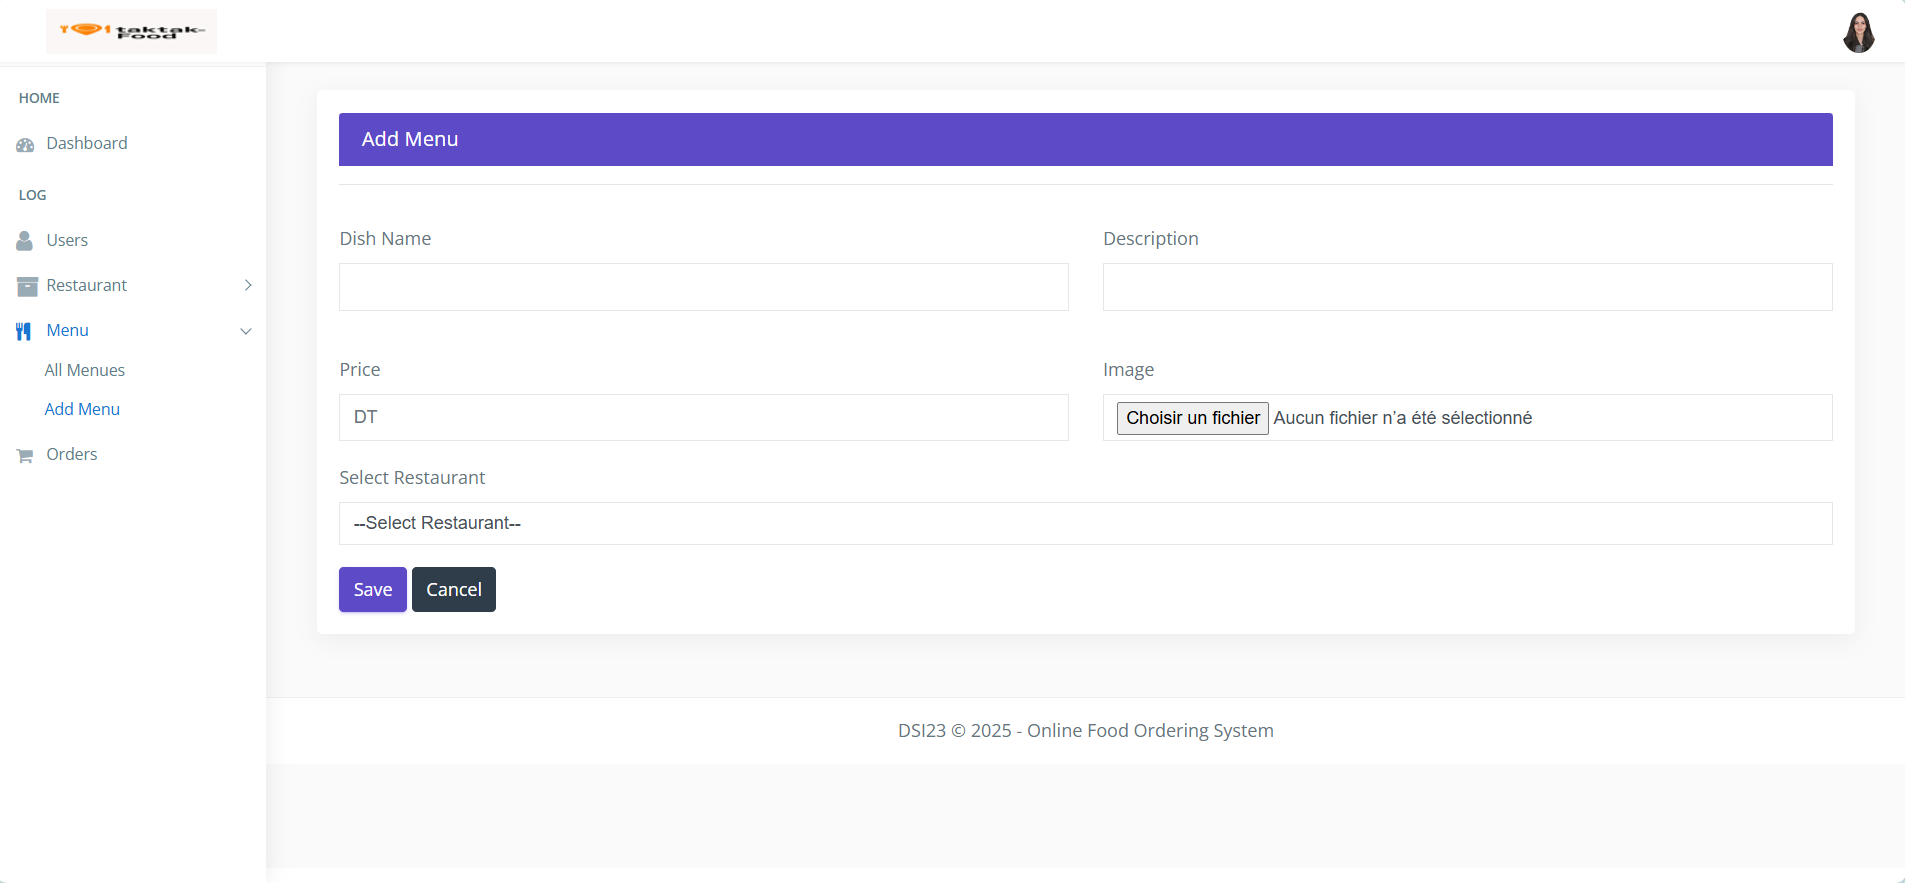 taktak-
Food
HOME
Dashboard
LOG
Users
Restaurant
Menu
All Menues
Add Menu
Orders
Add Menu
Dish Name
Description
Price
DT
Image
Choisir un fichier Aucun fichier n’a été sélectionné
Select Restaurant
--Select Restaurant--
Save Cancel
DSI23 © 2025 - Online Food Ordering System